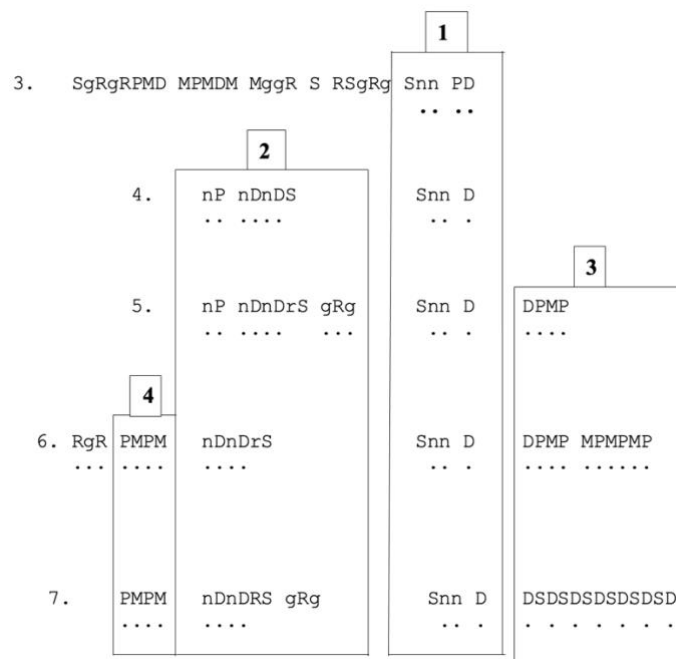 1
3. SgRgRPMD MPMDM MggR S RSgRg Snn PD
.. ..
2
4. nP nDnDS Snn D
.. .... .. .
3
5. nP nDnDrS gRg Snn D DPMP
.. .... ... .. . ....
4
6. RgR PMPM nDnDrS Snn D DPMP MPMPMP
... .... .... .. . .... ......
7. PMPM nDnDRS gRg Snn D DSDSDSDSDSDSD
.... .... .. . . . . . . . .